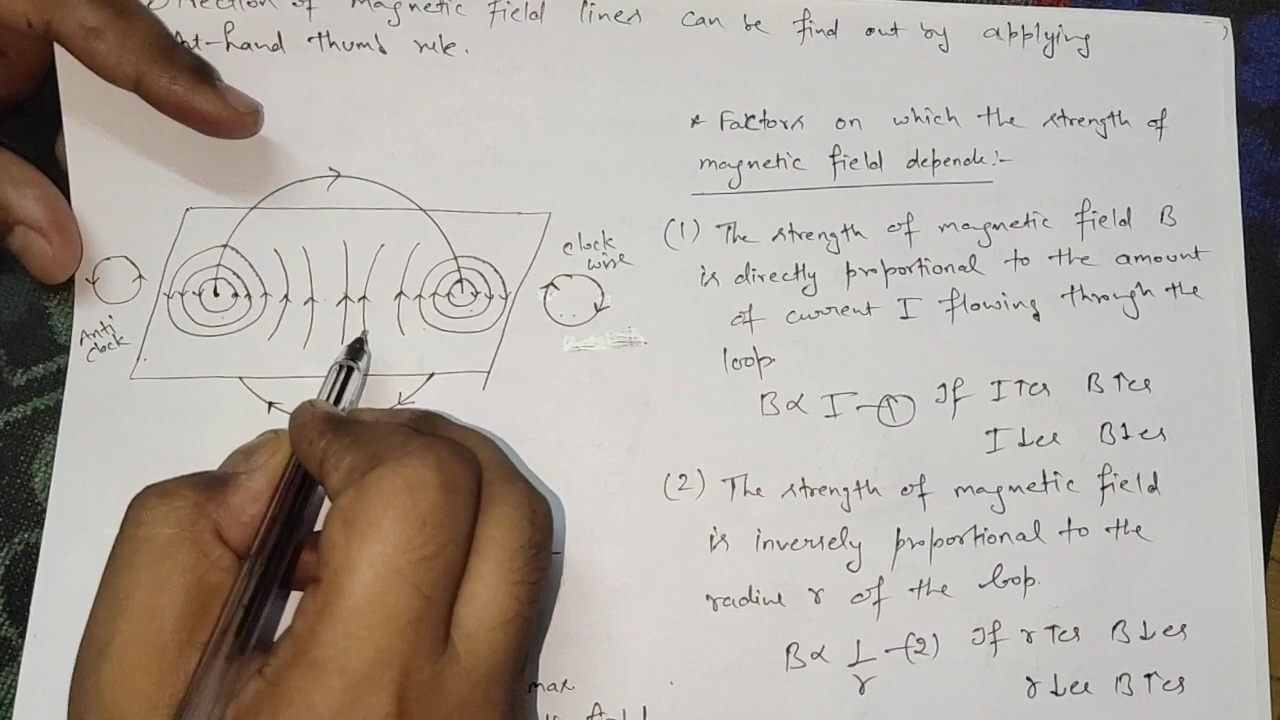 Direction of magnetic field lines can be find out by applying
ht-hand thumb rule.
* Factors on which the strength of
magnetic field depends:-
(1) The strength of magnetic field B
is directly proportional to the amount
of current I flowing through the
loop.
B∝ I -① If I↑es B↑es
I↓es B↓es
(2) The strength of magnetic field
is inversely proportional to the
radius r of the loop.
B∝ 1/r -(2) If r↑es B↓es
r↓es B↑es
Anti
clock
clock
wise
max